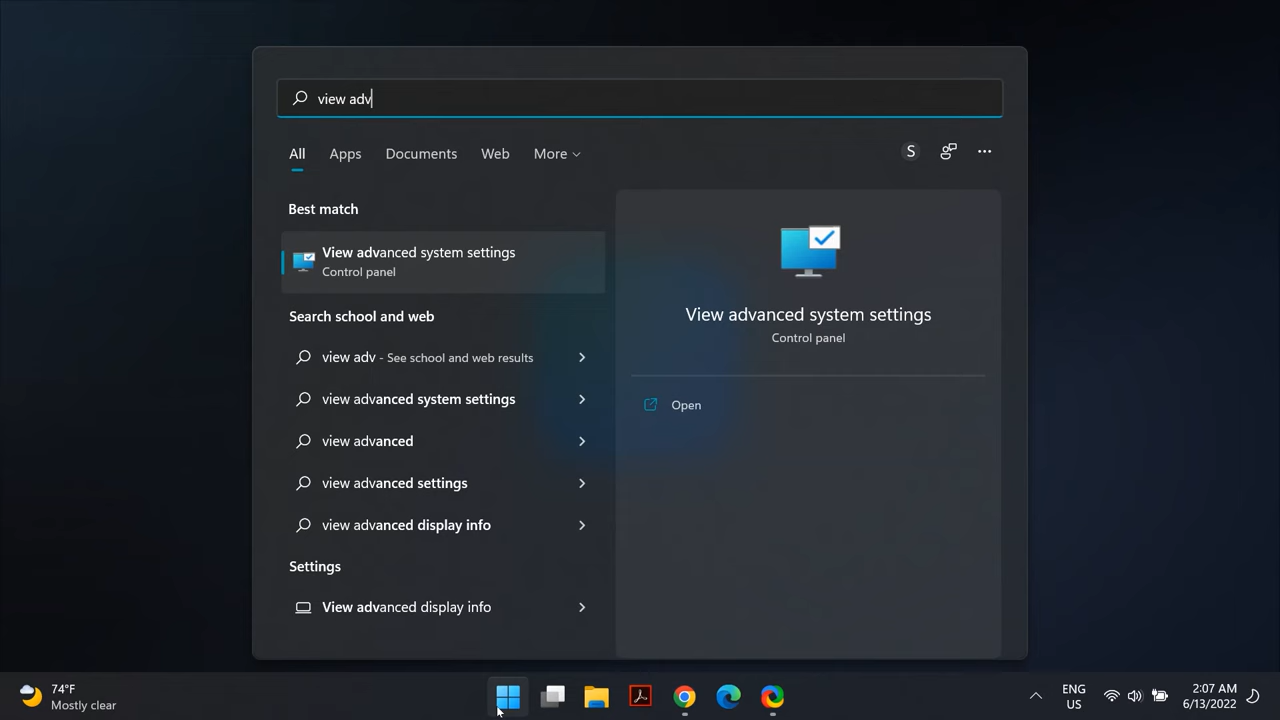 view adv
All Apps Documents Web More
S
Best match
View advanced system settings
Control panel
Search school and web
view adv - See school and web results
view advanced system settings
view advanced
view advanced settings
view advanced display info
Settings
View advanced display info
View advanced system settings
Control panel
Open
74°F
Mostly clear
ENG
US
2:07 AM
6/13/2022